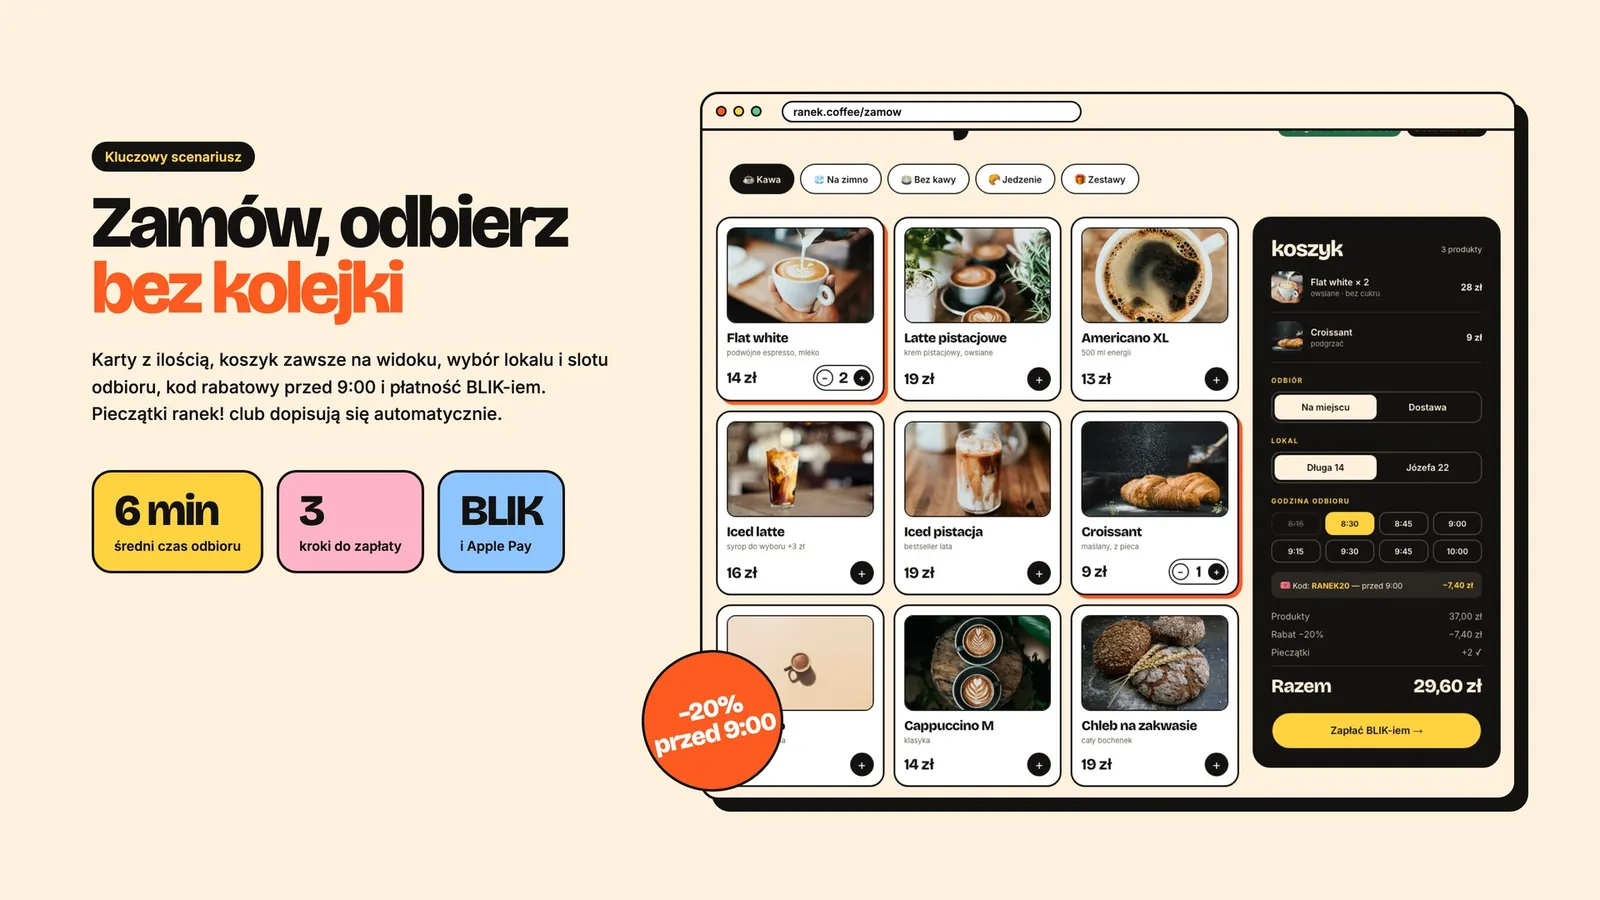 Kluczowy scenariusz
Zamów, odbierz
bez kolejki
Karty z ilością, koszyk zawsze na widoku, wybór lokalu i slotu
odbioru, kod rabatowy przed 9:00 i płatność BLIK-iem.
Pieczątki ranek! club dopisują się automatycznie.
6 min
średni czas odbioru
3
kroki do zapłaty
BLIK
i Apple Pay
ranek.coffee/zamow
Kawa
Na zimno
Bez kawy
Jedzenie
Zestawy
Flat white
podwójne espresso, mleko
14 zł
− 2 +
Latte pistacjowe
krem pistacjowy, owsiane
19 zł
+
Americano XL
500 ml energii
13 zł
+
Iced latte
syrop do wyboru +3 zł
16 zł
+
Iced pistacja
bestseller lata
19 zł
+
Croissant
maślany, z pieca
9 zł
− 1 +
+
Cappuccino M
klasyka
14 zł
+
Chleb na zakwasie
cały bochenek
19 zł
+
−20%
przed 9:00
koszyk
3 produkty
Flat white × 2
owsiane · bez cukru
28 zł
Croissant
podgrzać
9 zł
ODBIÓR
Na miejscu
Dostawa
LOKAL
Długa 14
Józefa 22
GODZINA ODBIORU
8:15
8:30
8:45
9:00
9:15
9:30
9:45
10:00
Kod: RANEK20 — przed 9:00
−7,40 zł
Produkty
37,00 zł
Rabat −20%
−7,40 zł
Pieczątki
+2 ✓
Razem
29,60 zł
Zapłać BLIK-iem →